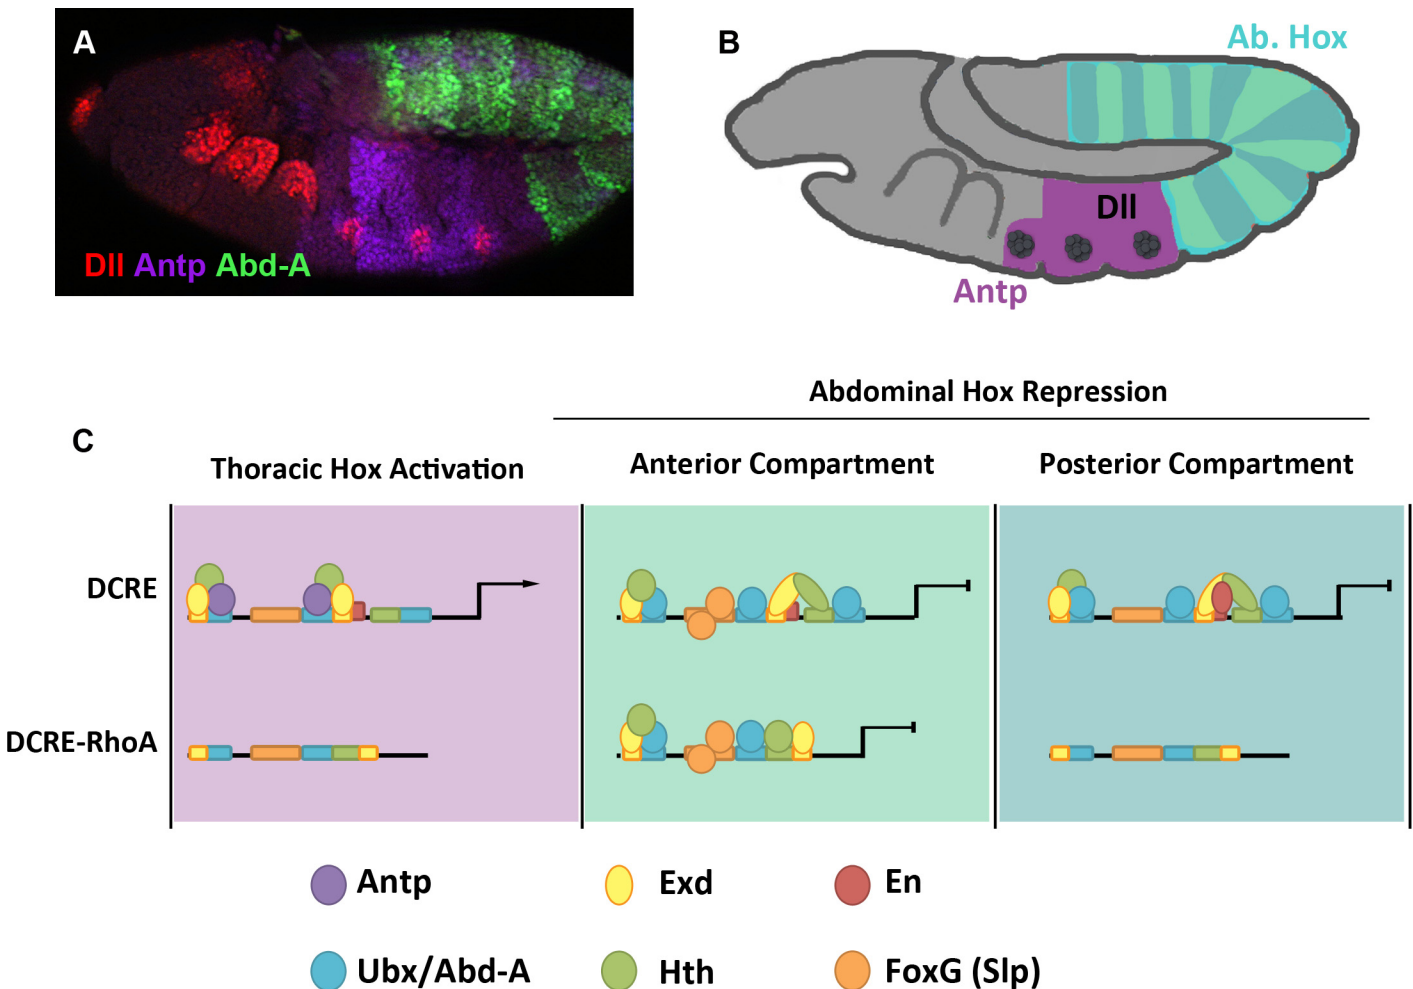 A
Dll Antp Abd-A
B
Ab. Hox
Dll
Antp
Abdominal Hox Repression
C
Thoracic Hox Activation
Anterior Compartment
Posterior Compartment
DCRE
DCRE-RhoA
Antp
Exd
En
Ubx/Abd-A
Hth
FoxG (Slp)